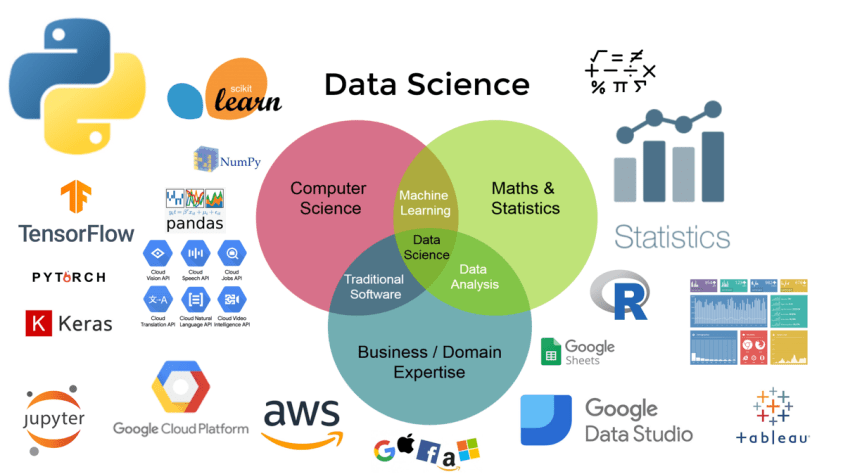 Data Science
scikit
learn
NumPy
Computer
Science
Machine
Learning
Maths &
Statistics
Data
Science
Traditional
Software
Data
Analysis
Business / Domain
Expertise
TensorFlow
pandas
PYTORCH
Cloud
Vision API
Cloud
Speech API
Cloud
Jobs API
Cloud
Translation API
Cloud Natural
Language API
Cloud Video
Intelligence API
Keras
jupyter
Google Cloud Platform
aws
√ = ≠
+ − ÷ ×
% π Σ
Statistics
R
Google
Sheets
Google
Data Studio
+ableau